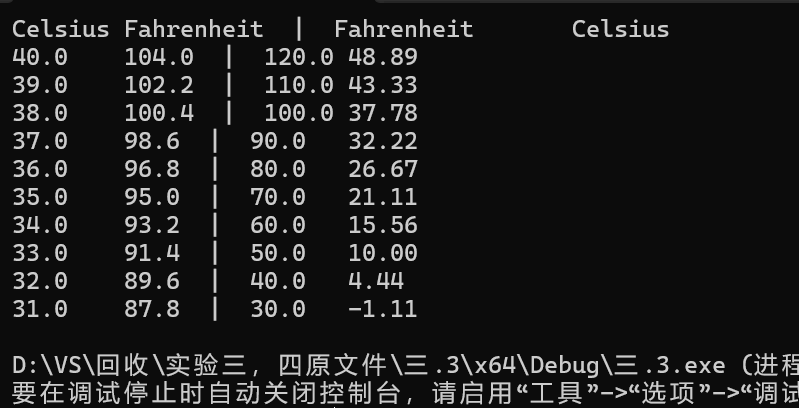 Celsius Fahrenheit | Fahrenheit Celsius
40.0 104.0 | 120.0 48.89
39.0 102.2 | 110.0 43.33
38.0 100.4 | 100.0 37.78
37.0 98.6 | 90.0 32.22
36.0 96.8 | 80.0 26.67
35.0 95.0 | 70.0 21.11
34.0 93.2 | 60.0 15.56
33.0 91.4 | 50.0 10.00
32.0 89.6 | 40.0 4.44
31.0 87.8 | 30.0 -1.11
D:\VS\回收\实验三，四原文件\三.3\x64\Debug\三.3.exe (进程
要在调试停止时自动关闭控制台，请启用“工具”->“选项”->“调试